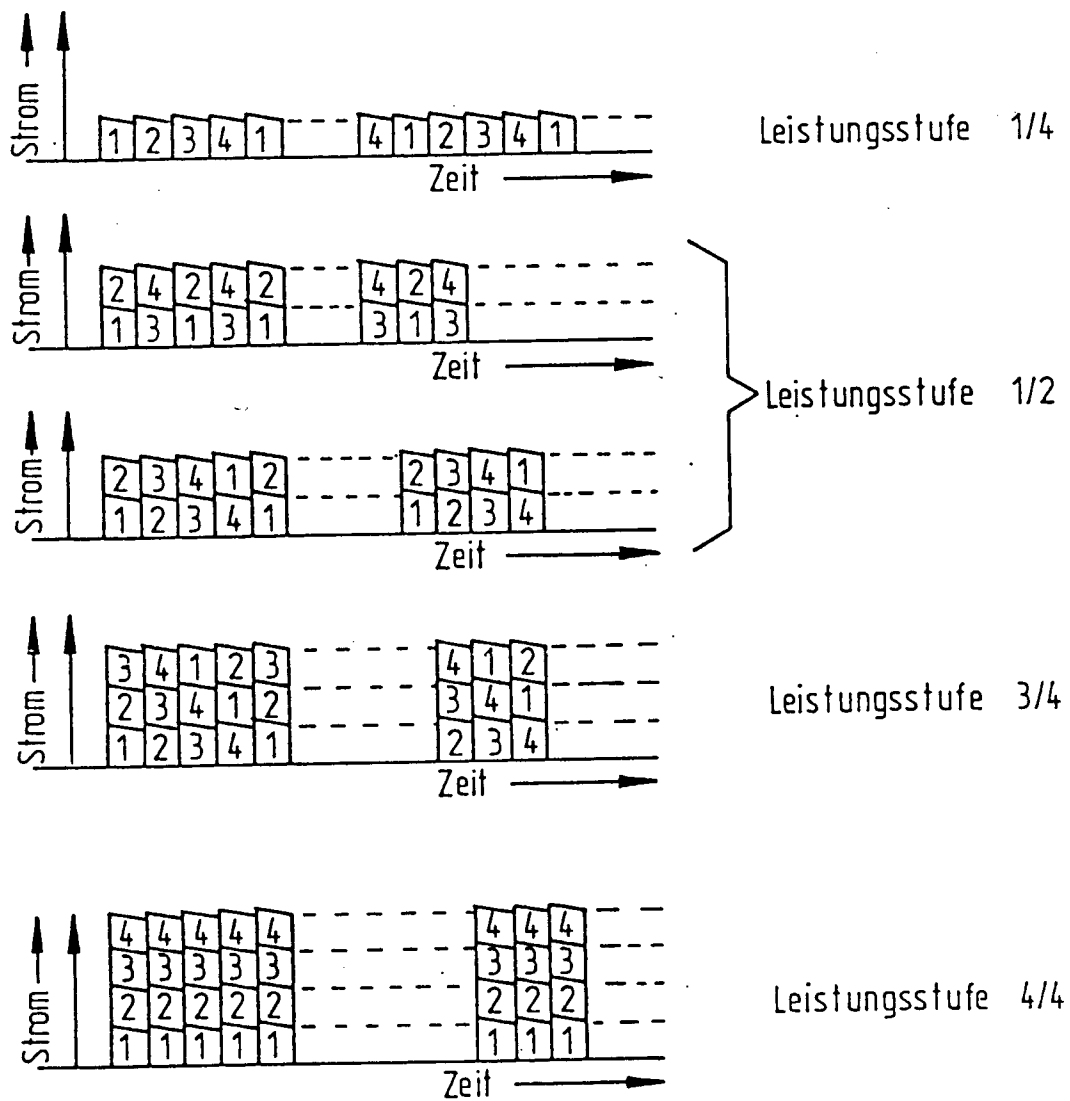 Strom
1 2 3 4 1 4 1 2 3 4 1
Leistungsstufe 1/4
Zeit
Strom
2 4 2 4 2 4 2 4
1 3 1 3 1 3 1 3
Zeit
Leistungsstufe 1/2
Strom
2 3 4 1 2 2 3 4 1
1 2 3 4 1 1 2 3 4
Zeit
Strom
3 4 1 2 3 4 1 2
2 3 4 1 2 3 4 1
1 2 3 4 1 2 3 4
Leistungsstufe 3/4
Zeit
Strom
4 4 4 4 4 4 4 4
3 3 3 3 3 3 3 3
2 2 2 2 2 2 2 2
1 1 1 1 1 1 1 1
Leistungsstufe 4/4
Zeit